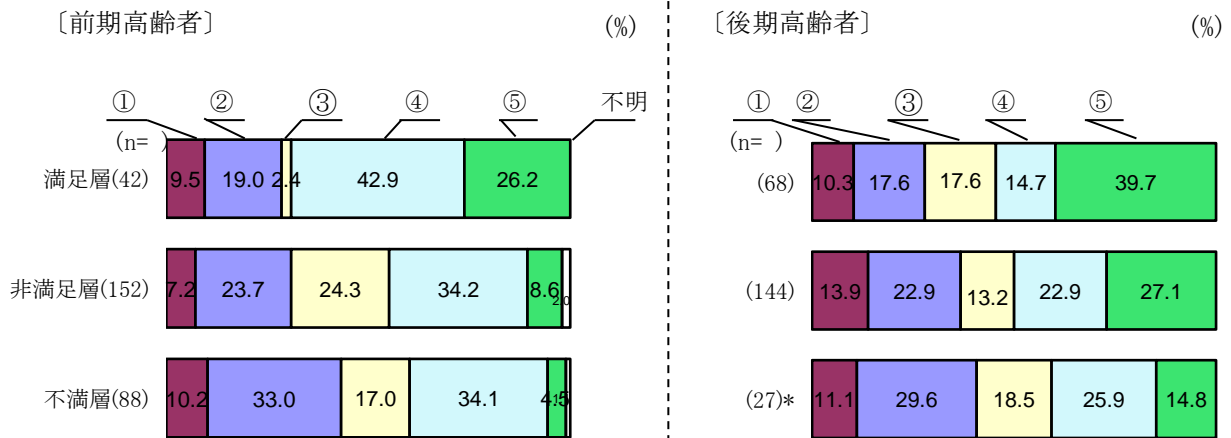 〔前期高齢者〕 (%)
① ② ③ ④ ⑤ 不明
(n= )
満足層(42) 9.5 19.0 2.4 42.9 26.2
非満足層(152) 7.2 23.7 24.3 34.2 8.6 2.0
不満層(88) 10.2 33.0 17.0 34.1 4.5
〔後期高齢者〕 (%)
① ② ③ ④ ⑤
(n= )
(68) 10.3 17.6 17.6 14.7 39.7
(144) 13.9 22.9 13.2 22.9 27.1
(27)* 11.1 29.6 18.5 25.9 14.8